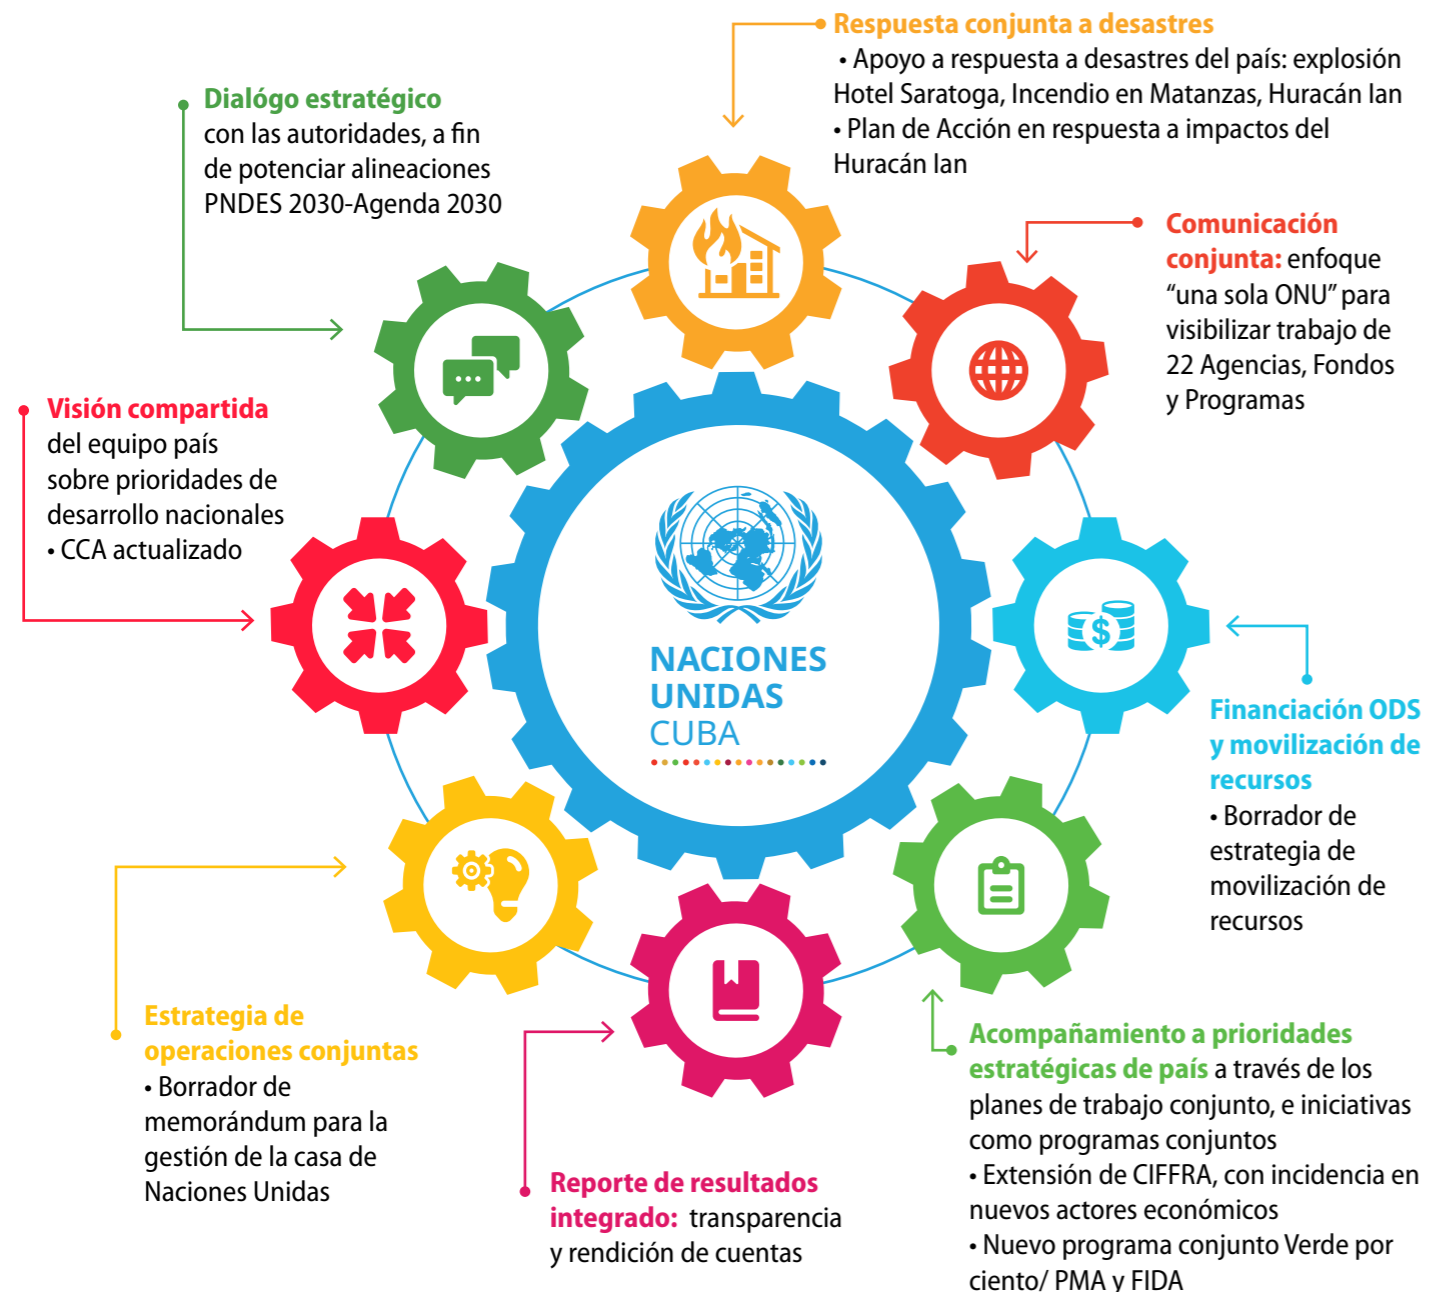 Respuesta conjunta a desastres
• Apoyo a respuesta a desastres del país: explosión
Hotel Saratoga, Incendio en Matanzas, Huracán Ian
• Plan de Acción en respuesta a impactos del
Huracán Ian
Dialógo estratégico
con las autoridades, a fin
de potenciar alineaciones
PNDES 2030-Agenda 2030
Comunicación
conjunta: enfoque
“una sola ONU” para
visibilizar trabajo de
22 Agencias, Fondos
y Programas
Visión compartida
del equipo país
sobre prioridades de
desarrollo nacionales
• CCA actualizado
NACIONES
UNIDAS
CUBA
$
Financiación ODS
y movilización de
recursos
• Borrador de
estrategia de
movilización de
recursos
Estrategia de
operaciones conjuntas
• Borrador de
memorándum para la
gestión de la casa de
Naciones Unidas
Reporte de resultados
integrado: transparencia
y rendición de cuentas
Acompañamiento a prioridades
estratégicas de país a través de los
planes de trabajo conjunto, e iniciativas
como programas conjuntos
• Extensión de CIFFRA, con incidencia en
nuevos actores económicos
• Nuevo programa conjunto Verde por
ciento/ PMA y FIDA